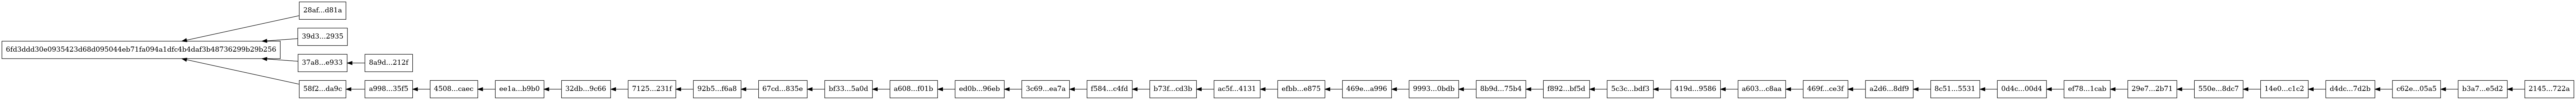 28af...d81a
39d3...2935
6fd3ddd30e0935423d68d095044eb71fa094a1dfc4b4daf3b48736299b29b256
37a8...e933 8a9d...212f
58f2...da9c a998...35f5 4508...caec ee1a...b9b0 32db...9c66 7125...231f 92b5...f6a8 67cd...835e bf33...5a0d a608...f01b ed0b...96eb 3c69...ea7a f584...c4fd b73f...cd3b ac5f...4131 efbb...e875 469e...a996 9993...0bdb 8b9d...75b4 f892...bf5d 5c3c...bdf3 419d...9586 a603...c8aa 469f...ce3f a2d6...8df9 8c51...5531 0d4c...00d4 ef78...1cab 29e7...2b71 550e...8dc7 14e0...c1c2 d4dc...7d2b c62e...05a5 b3a7...e5d2 2145...722a